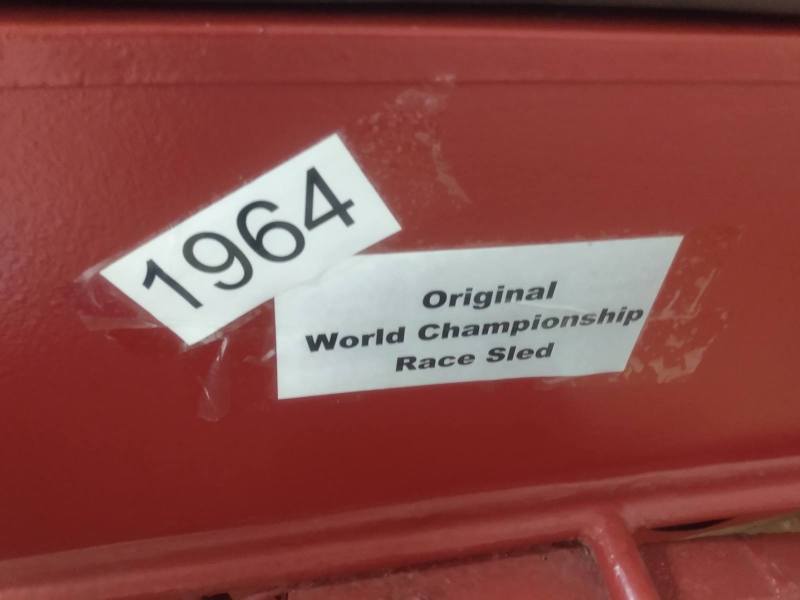 1964
Original
World Championship
Race Sled